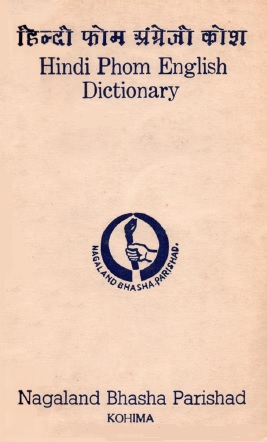 हिन्दी फोम अंग्रेजी कोश
Hindi Phom English
Dictionary
NAGALAND BHASHA PARISHAD.
Nagaland Bhasha Parishad
KOHIMA